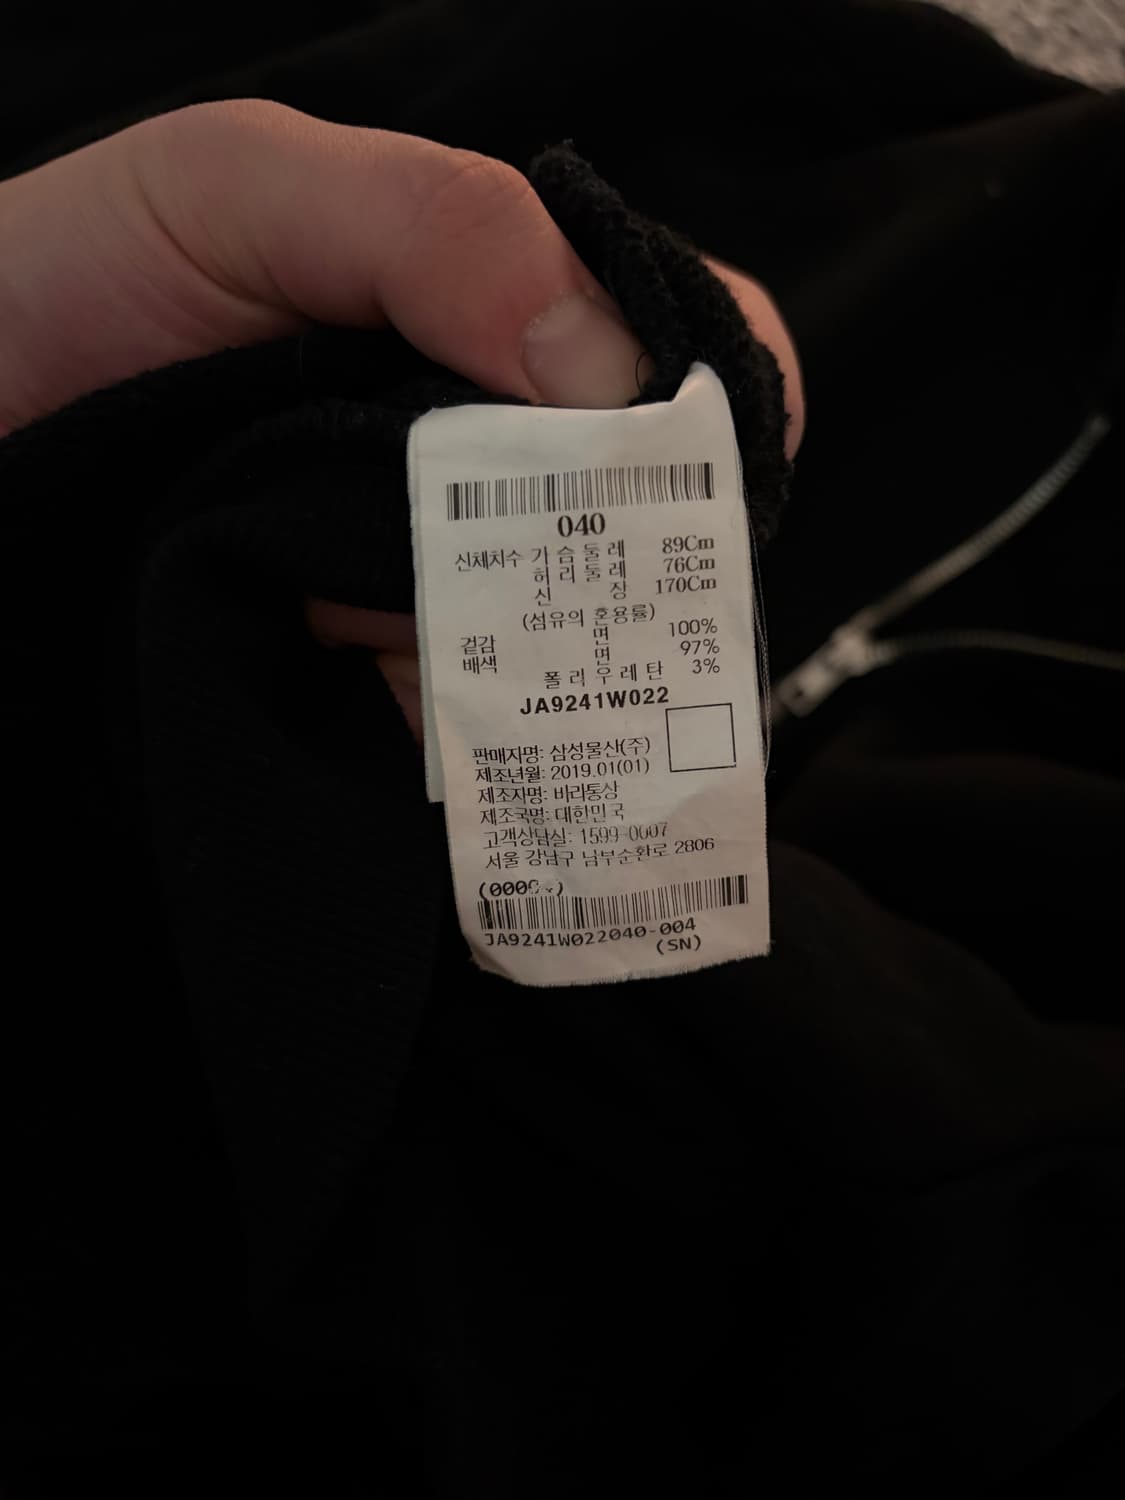 040
신체치수 가슴둘레 89Cm
허리둘레 76Cm
신장 170Cm
(섬유의 혼용률)
겉감 면 100%
배색 면 97%
폴리우레탄 3%
JA9241W022
판매자명: 삼성물산(주)
제조년월: 2019.01(01)
제조자명: 바라통상
제조국명: 대한민국
고객상담실: 1599-0007
서울 강남구 남부순환로 2806
JA9241W022040-004
(SN)